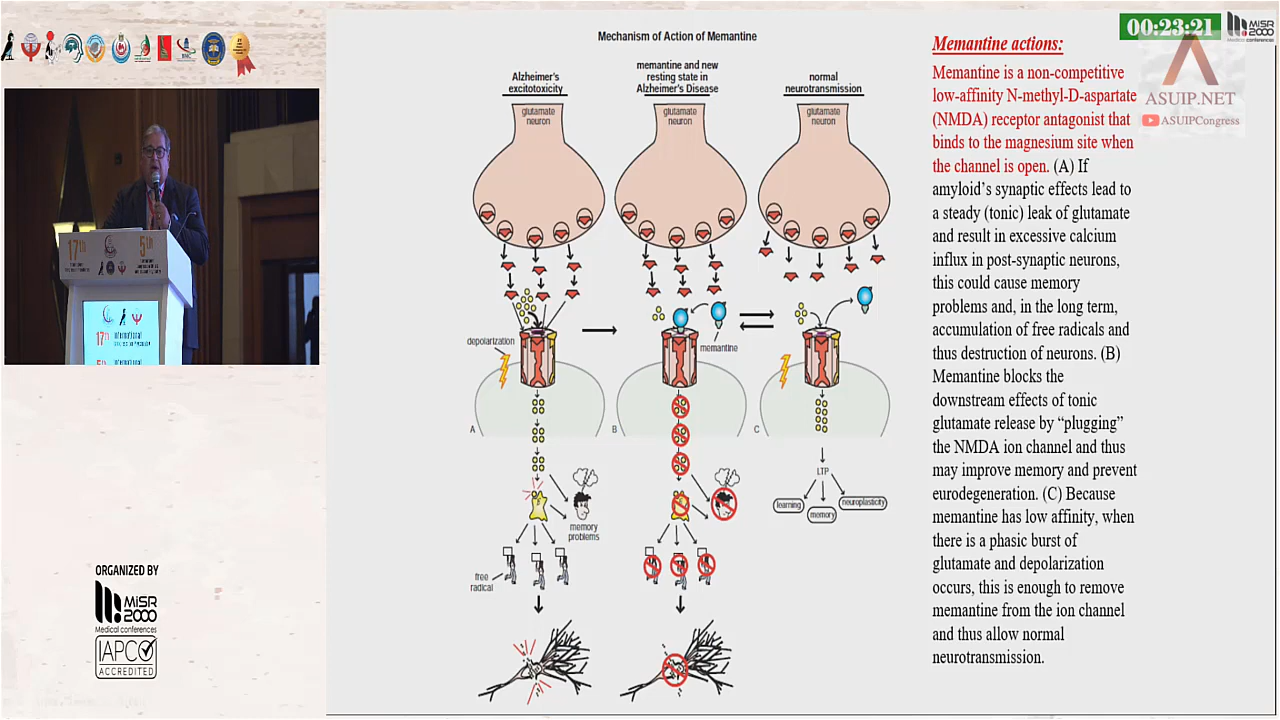 Mechanism of Action of Memantine
Alzheimer's
excitotoxicity
memantine and new
resting state in
Alzheimer's Disease
normal
neurotransmission
glutamate
neuron
glutamate
neuron
glutamate
neuron
depolarization
memantine
A
B
C
memory
problems
free
radical
LTP
learning
memory
neuroplasticity
00:23:21
MiSR
2000
Medical conferences
ASUIP.NET
ASUIPCongress
Memantine actions:
Memantine is a non-competitive
low-affinity N-methyl-D-aspartate
(NMDA) receptor antagonist that
binds to the magnesium site when
the channel is open. (A) If
amyloid's synaptic effects lead to
a steady (tonic) leak of glutamate
and result in excessive calcium
influx in post-synaptic neurons,
this could cause memory
problems and, in the long term,
accumulation of free radicals and
thus destruction of neurons. (B)
Memantine blocks the
downstream effects of tonic
glutamate release by “plugging”
the NMDA ion channel and thus
may improve memory and prevent
eurodegeneration. (C) Because
memantine has low affinity, when
there is a phasic burst of
glutamate and depolarization
occurs, this is enough to remove
memantine from the ion channel
and thus allow normal
neurotransmission.
17th
5th
17th
International
ORGANIZED BY
MiSR
2000
Medical conferences
IAPCO
ACCREDITED